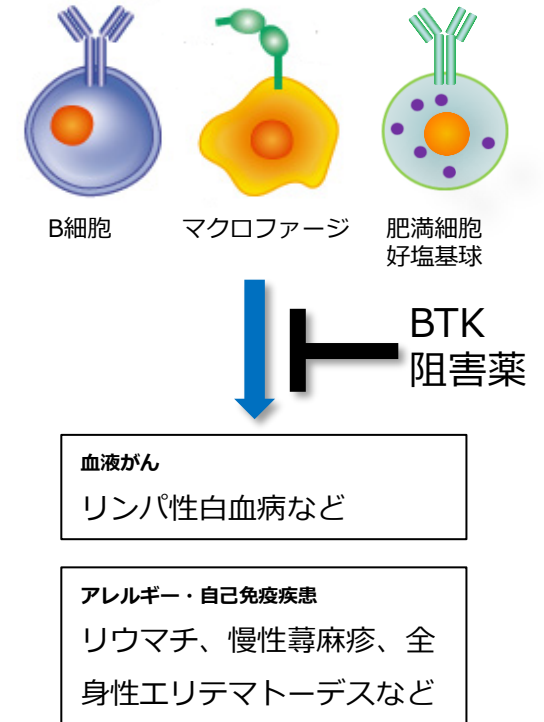 B細胞
マクロファージ
肥満細胞
好塩基球
BTK
阻害薬
血液がん
リンパ性白血病など
アレルギー・自己免疫疾患
リウマチ、慢性蕁麻疹、全
身性エリテマトーデスなど